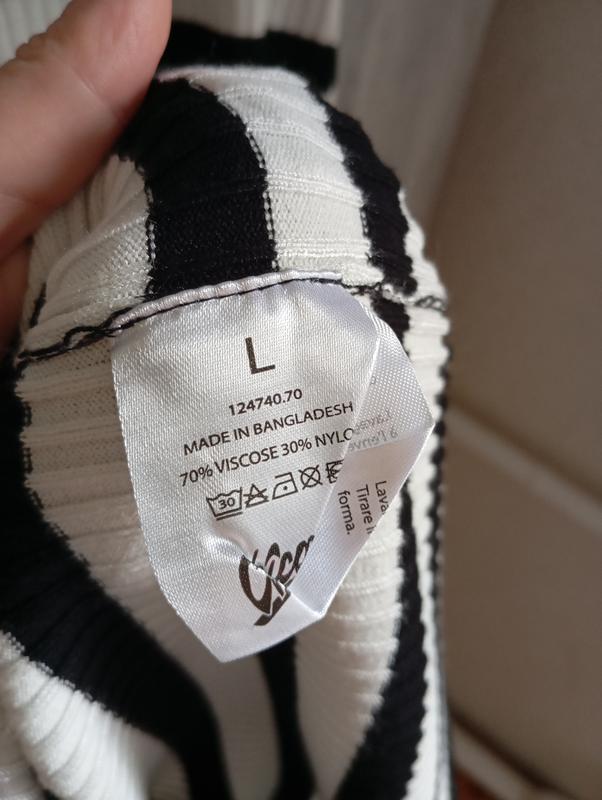 L
124740.70
MADE IN BANGLADESH
70% VISCOSE 30% NYLO
30
Lava
Tirare
forma.